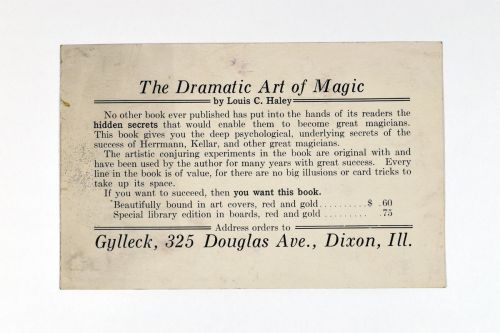 The Dramatic Art of Magic
by Louis C. Haley
No other book ever published has put into the hands of its readers the
hidden secrets that would enable them to become great magicians.
This book gives you the deep psychological, underlying secrets of the
success of Herrmann, Kellar, and other great magicians.
The artistic conjuring experiments in the book are original with and
have been used by the author for many years with great success. Every
line in the book is of value, for there are no big illusions or card tricks to
take up its space.
If you want to succeed, then you want this book.
Beautifully bound in art covers, red and gold..........$ .60
Special library edition in boards, red and gold ......... .75
Address orders to
Gylleck, 325 Douglas Ave., Dixon, Ill.